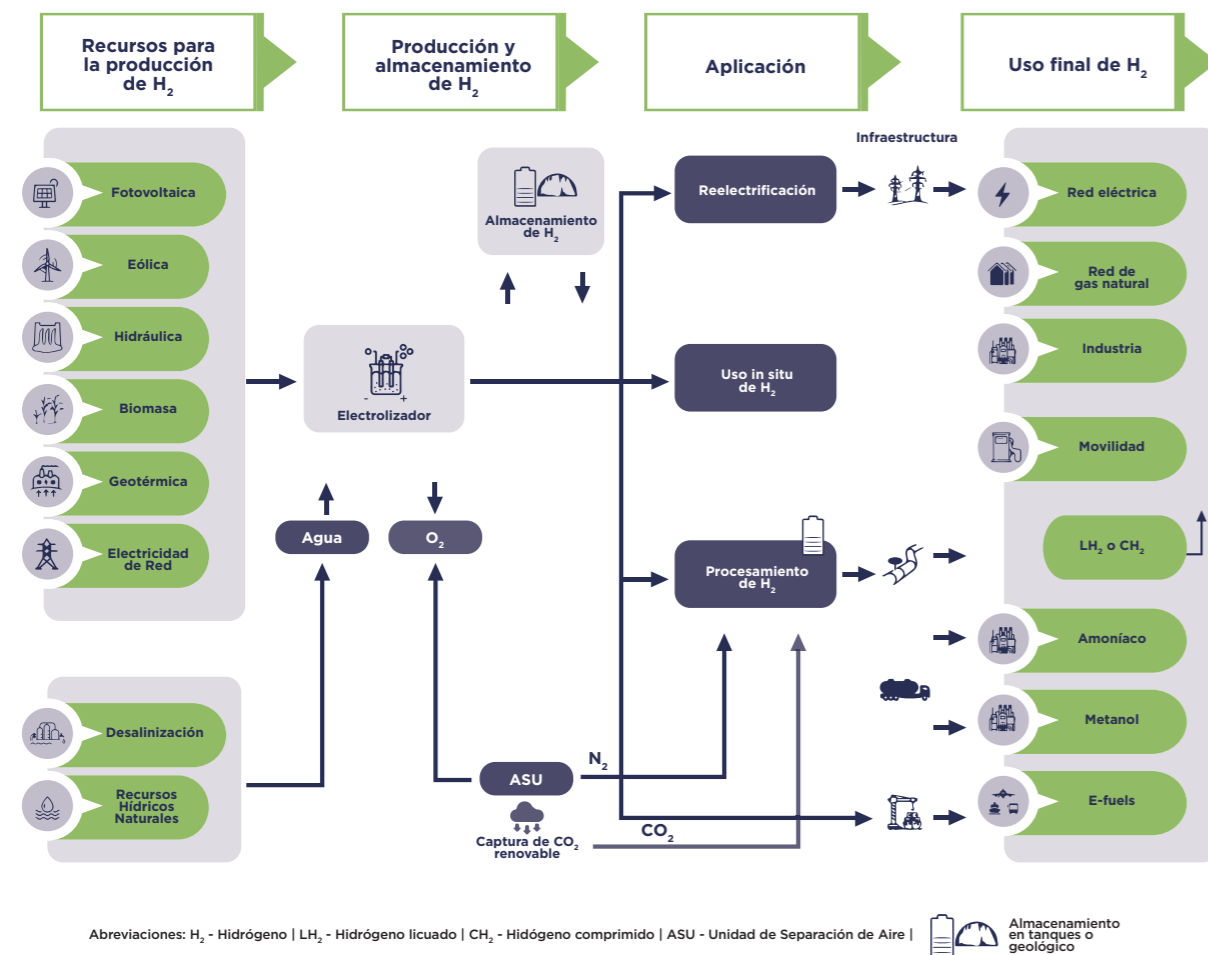 Recursos para
la producción
de H₂
Producción y
almacenamiento
de H₂
Aplicación
Uso final de H₂
Fotovoltaica
Eólica
Hidráulica
Biomasa
Geotérmica
Electricidad
de Red
Desalinización
Recursos
Hídricos
Naturales
Almacenamiento
de H₂
- +
Electrolizador
Agua
O₂
ASU
Captura de CO₂
renovable
N₂
CO₂
Reelectrificación
Uso in situ
de H₂
Procesamiento
de H₂
Infraestructura
Red eléctrica
Red de
gas natural
Industria
Movilidad
LH₂ o CH₂
Amoníaco
Metanol
E-fuels
Abreviaciones: H₂ - Hidrógeno | LH₂ - Hidrógeno licuado | CH₂ - Hidógeno comprimido | ASU - Unidad de Separación de Aire |
Almacenamiento
en tanques o
geológico